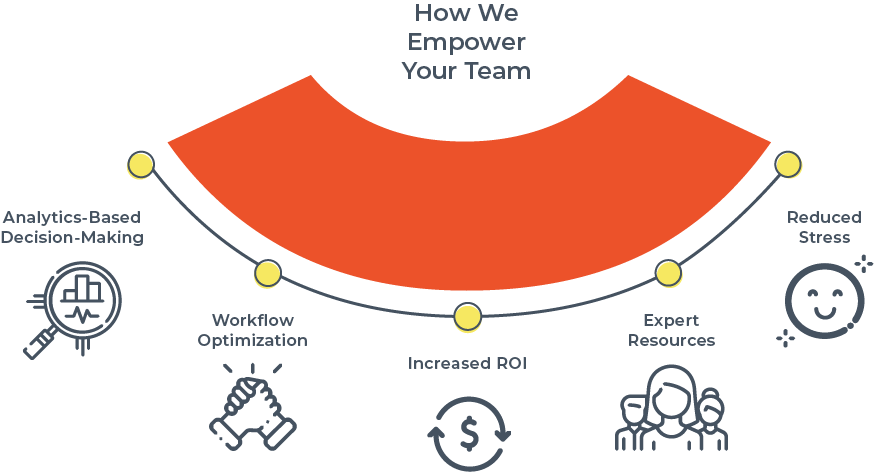 How We
Empower
Your Team
Analytics-Based
Decision-Making
Workflow
Optimization
Increased ROI
$
Expert
Resources
Reduced
Stress